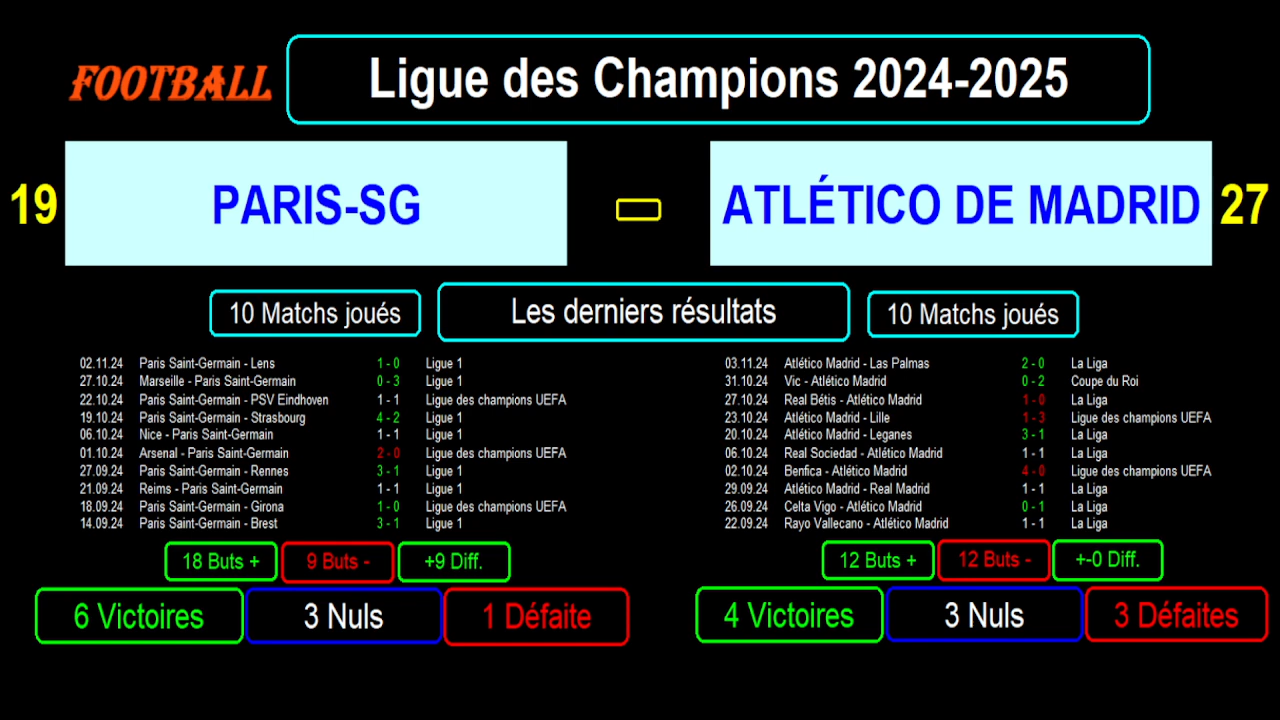 FOOTBALL
Ligue des Champions 2024-2025
19 PARIS-SG - ATLÉTICO DE MADRID 27
10 Matchs joués
Les derniers résultats
10 Matchs joués
02.11.24 Paris Saint-Germain - Lens 1 - 0 Ligue 1
27.10.24 Marseille - Paris Saint-Germain 0 - 3 Ligue 1
22.10.24 Paris Saint-Germain - PSV Eindhoven 1 - 1 Ligue des champions UEFA
19.10.24 Paris Saint-Germain - Strasbourg 4 - 2 Ligue 1
06.10.24 Nice - Paris Saint-Germain 1 - 1 Ligue 1
01.10.24 Arsenal - Paris Saint-Germain 2 - 0 Ligue des champions UEFA
27.09.24 Paris Saint-Germain - Rennes 3 - 1 Ligue 1
21.09.24 Reims - Paris Saint-Germain 1 - 1 Ligue 1
18.09.24 Paris Saint-Germain - Girona 1 - 0 Ligue des champions UEFA
14.09.24 Paris Saint-Germain - Brest 3 - 1 Ligue 1
18 Buts + 9 Buts - +9 Diff.
6 Victoires 3 Nuls 1 Défaite
03.11.24 Atlético Madrid - Las Palmas 2 - 0 La Liga
31.10.24 Vic - Atlético Madrid 0 - 2 Coupe du Roi
27.10.24 Real Bétis - Atlético Madrid 1 - 0 La Liga
23.10.24 Atlético Madrid - Lille 1 - 3 Ligue des champions UEFA
20.10.24 Atlético Madrid - Leganes 3 - 1 La Liga
06.10.24 Real Sociedad - Atlético Madrid 1 - 1 La Liga
02.10.24 Benfica - Atlético Madrid 4 - 0 Ligue des champions UEFA
29.09.24 Atlético Madrid - Real Madrid 1 - 1 La Liga
26.09.24 Celta Vigo - Atlético Madrid 0 - 1 La Liga
22.09.24 Rayo Vallecano - Atlético Madrid 1 - 1 La Liga
12 Buts + 12 Buts - +-0 Diff.
4 Victoires 3 Nuls 3 Défaites